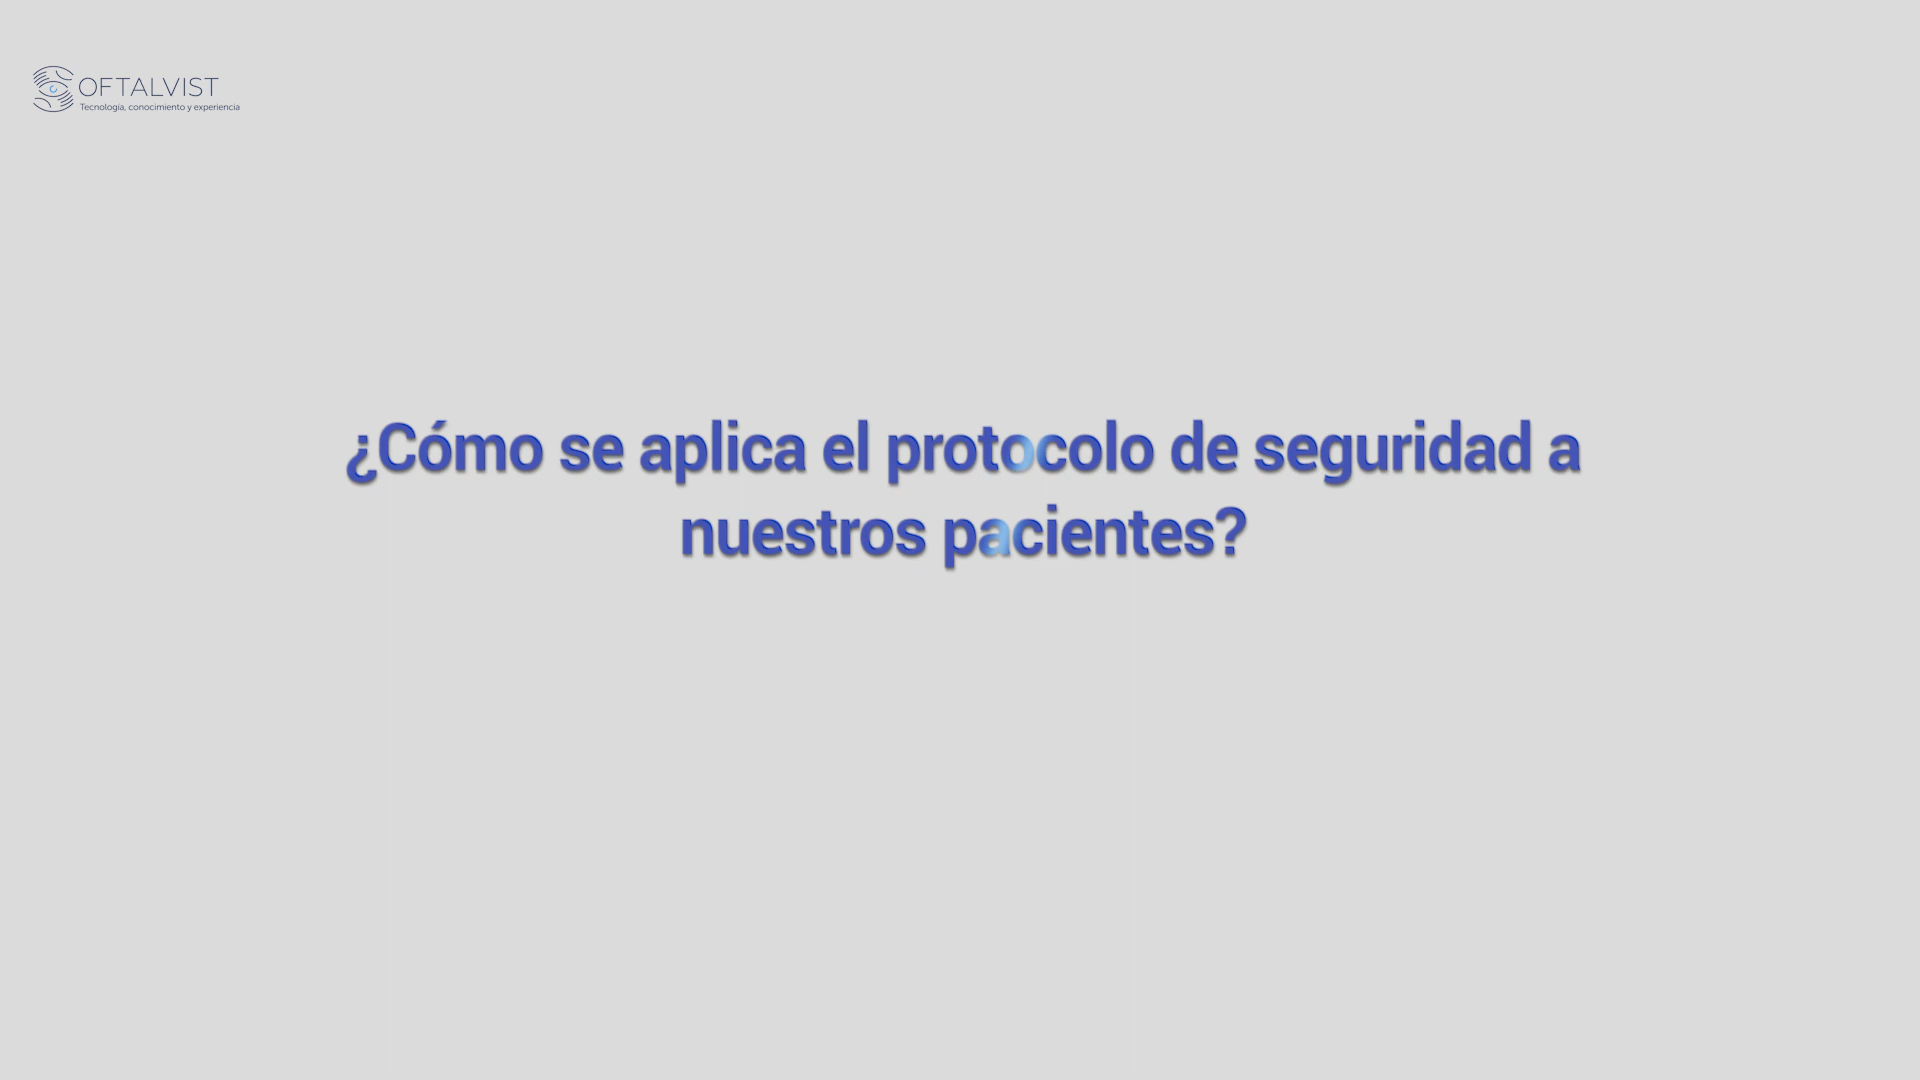 OFTALVIST
Tecnología, conocimiento y experiencia
¿Cómo se aplica el protocolo de seguridad a
nuestros pacientes?